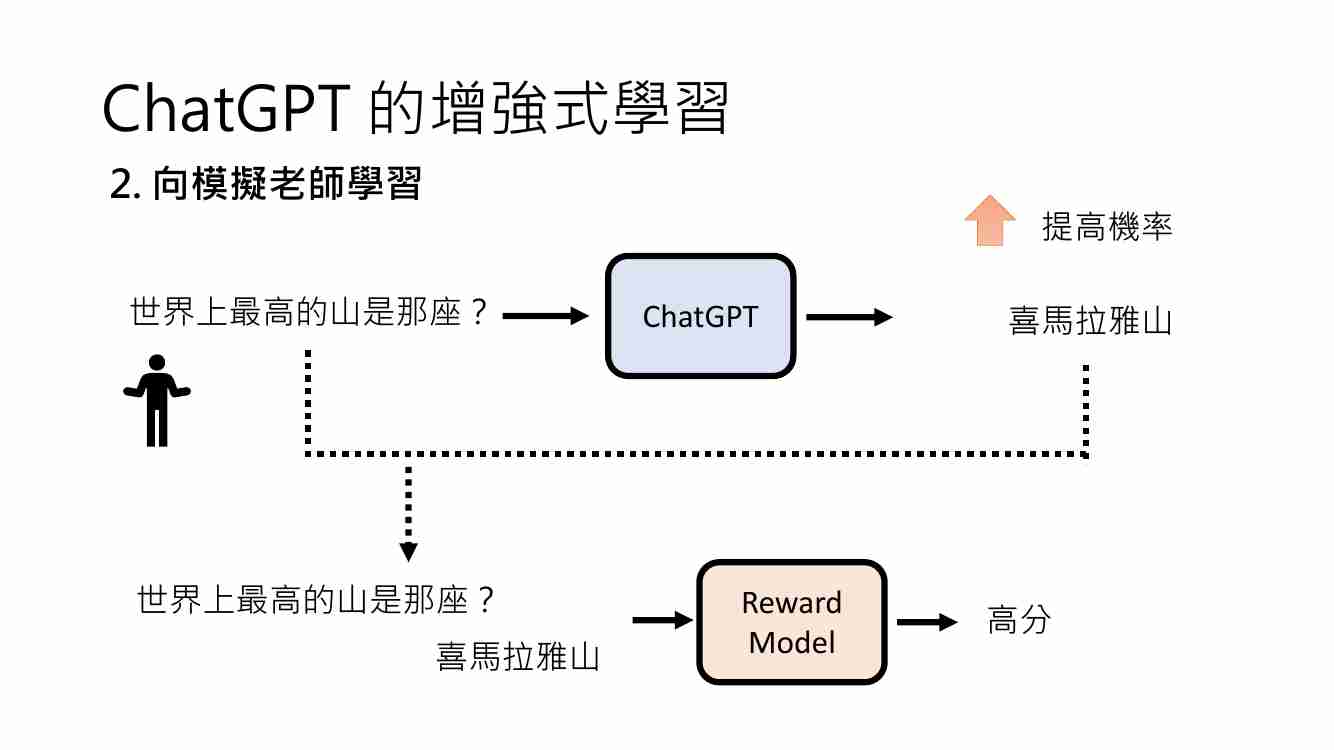 ChatGPT 的增強式學習
2. 向模擬老師學習
提高機率
世界上最高的山是那座？
ChatGPT
喜馬拉雅山
世界上最高的山是那座？
喜馬拉雅山
Reward
Model
高分